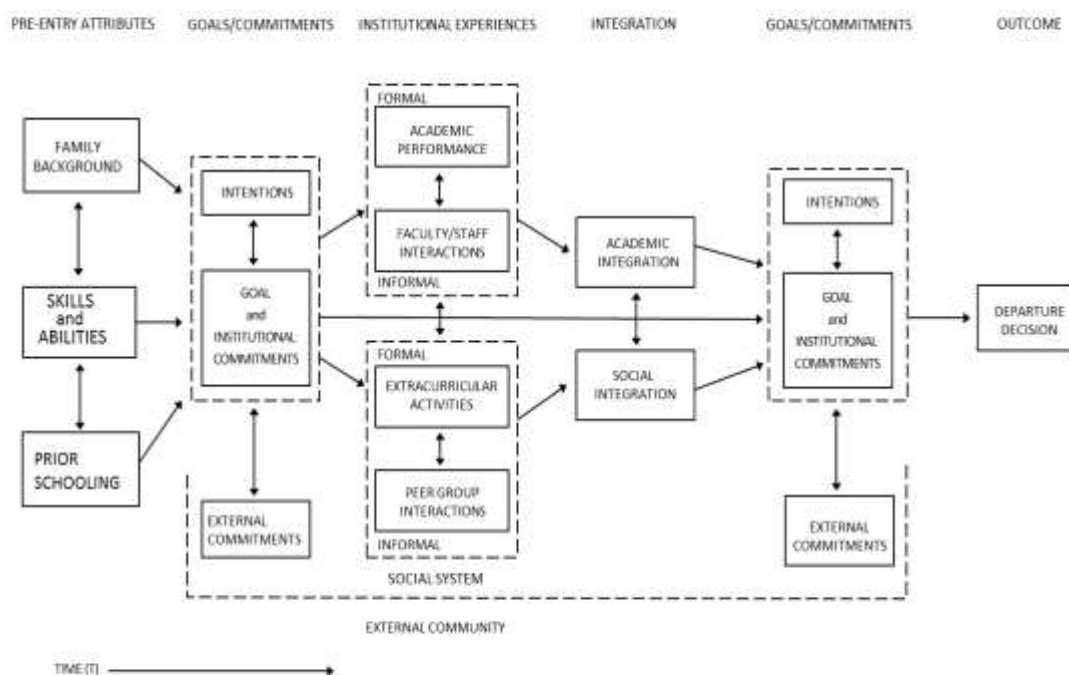 PRE-ENTRY ATTRIBUTES
GOALS/COMMITMENTS
INSTITUTIONAL EXPERIENCES
INTEGRATION
GOALS/COMMITMENTS
OUTCOME
FAMILY
BACKGROUND
SKILLS
and
ABILITIES
PRIOR
SCHOOLING
INTENTIONS
GOAL
and
INSTITUTIONAL
COMMITMENTS
EXTERNAL
COMMITMENTS
FORMAL
ACADEMIC
PERFORMANCE
FACULTY/STAFF
INTERACTIONS
INFORMAL
FORMAL
EXTRACURRICULAR
ACTIVITIES
PEER GROUP
INTERACTIONS
INFORMAL
SOCIAL SYSTEM
ACADEMIC
INTEGRATION
SOCIAL
INTEGRATION
INTENTIONS
GOAL
and
INSTITUTIONAL
COMMITMENTS
EXTERNAL
COMMITMENTS
DEPARTURE
DECISION
EXTERNAL COMMUNITY
TIME (T)